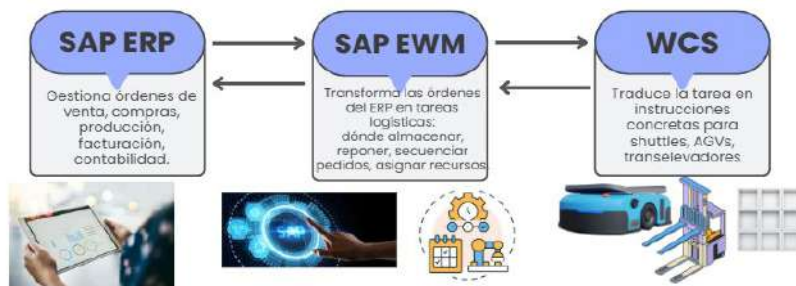 SAP ERP
Gestiona órdenes de
venta, compras,
producción,
facturación,
contabilidad.
SAP EWM
Transforma las órdenes
del ERP en tareas
logísticas:
dónde almacenar,
reponer, secuenciar
pedidos, asignar recursos
WCS
Traduce la tarea en
instrucciones
concretas para
shuttles, AGVs,
transelevadores
SAP